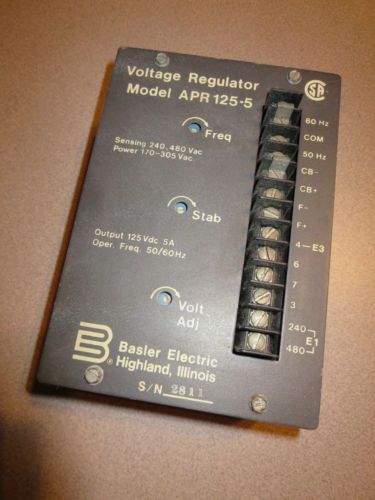 Voltage Regulator
Model APR 125-5
Freq
Sensing 240, 480 Vac
Power 170-305 Vac
Stab
Output 125 Vdc 5A
Oper. Freq. 50/60Hz
Volt
Adj
B
®
Basler Electric
Highland, Illinois
S/N 2811
60 Hz
COM
50 Hz
CB-
CB+
F-
F+
4—E3
6
7
3
240
E1
480